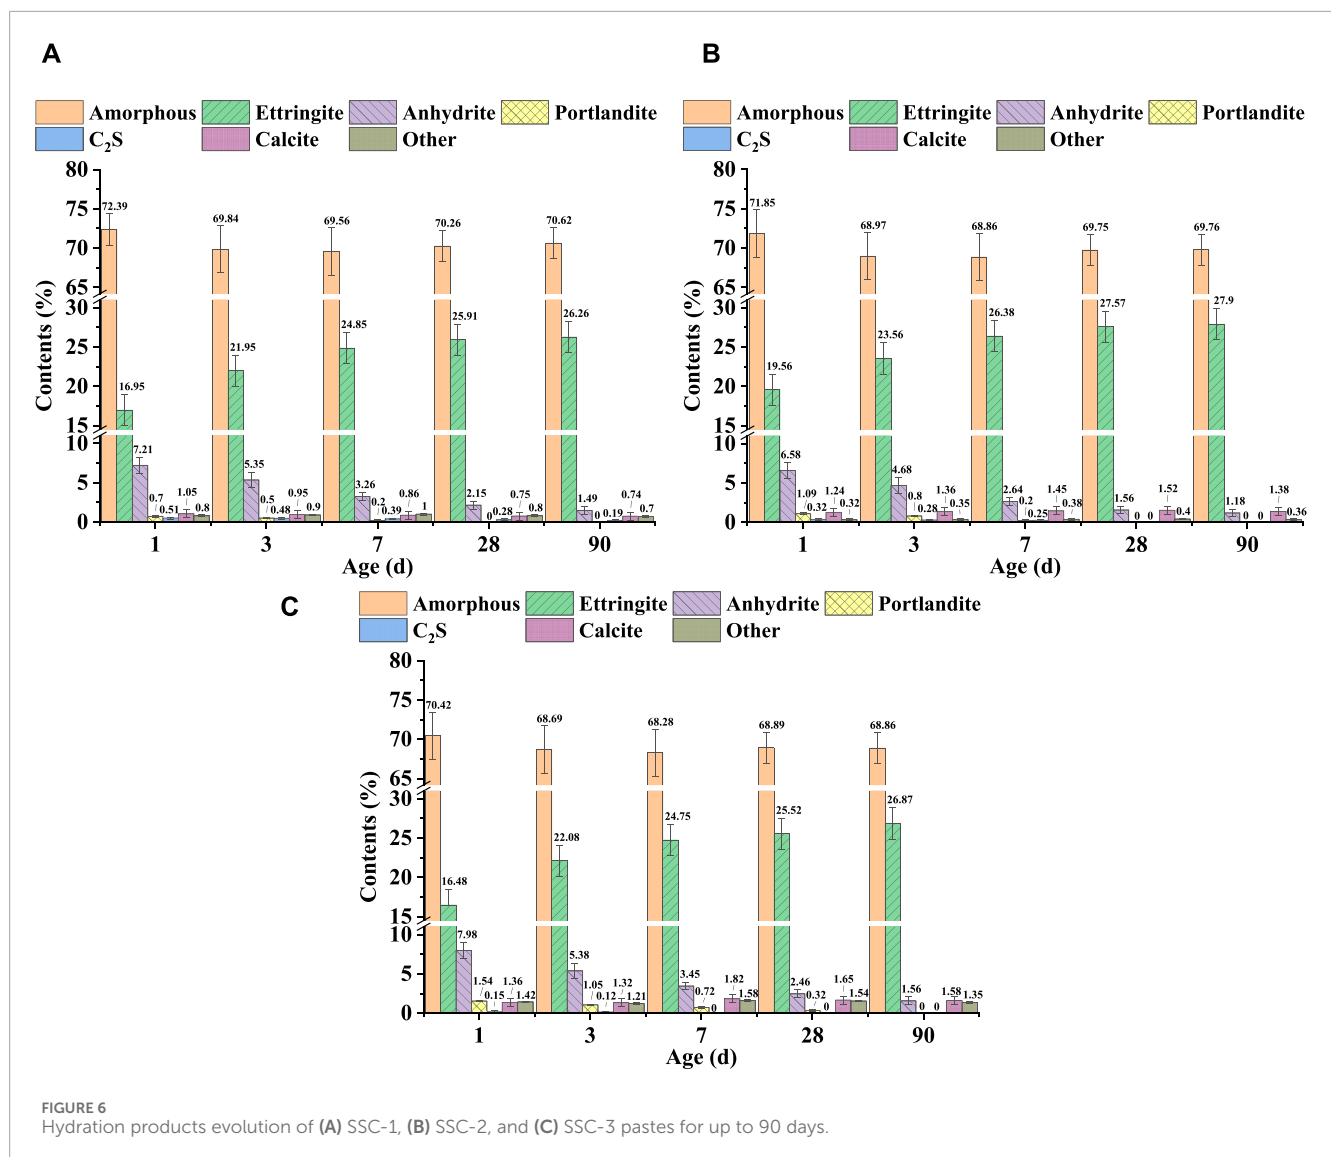 A
Amorphous Ettringite Anhydrite Portlandite
C₂S Calcite Other
Contents (%)
80
75
70
65
30
25
20
15
10
5
0
72.39 16.95 7.21 0.7 0.51 1.05 0.8
69.84 21.95 5.35 0.5 0.48 0.95 0.9
69.56 24.85 3.26 0.2 0.39 0.86 1
70.26 25.91 2.15 0 0.28 0.75 0.8
70.62 26.26 1.49 0 0.19 0.74 0.7
1 3 7 28 90
Age (d)
B
Amorphous Ettringite Anhydrite Portlandite
C₂S Calcite Other
Contents (%)
80
75
70
65
30
25
20
15
10
5
0
71.85 19.56 6.58 1.09 0.32 1.24 0.32
68.97 23.56 4.68 0.8 0.28 1.36 0.35
68.86 26.38 2.64 0.2 0.25 1.45 0.38
69.75 27.57 1.56 0 0 1.52 0.4
69.76 27.9 1.18 0 0 1.38 0.36
1 3 7 28 90
Age (d)
C
Amorphous Ettringite Anhydrite Portlandite
C₂S Calcite Other
Contents (%)
80
75
70
65
30
25
20
15
10
5
0
70.42 16.48 7.98 1.54 0.15 1.36 1.42
68.69 22.08 5.38 1.05 0.12 1.32 1.21
68.28 24.75 3.45 0.72 0 1.82 1.58
68.89 25.52 2.46 0.32 0 1.65 1.54
68.86 26.87 1.56 0 0 1.58 1.35
1 3 7 28 90
Age (d)
FIGURE 6
Hydration products evolution of (A) SSC-1, (B) SSC-2, and (C) SSC-3 pastes for up to 90 days.